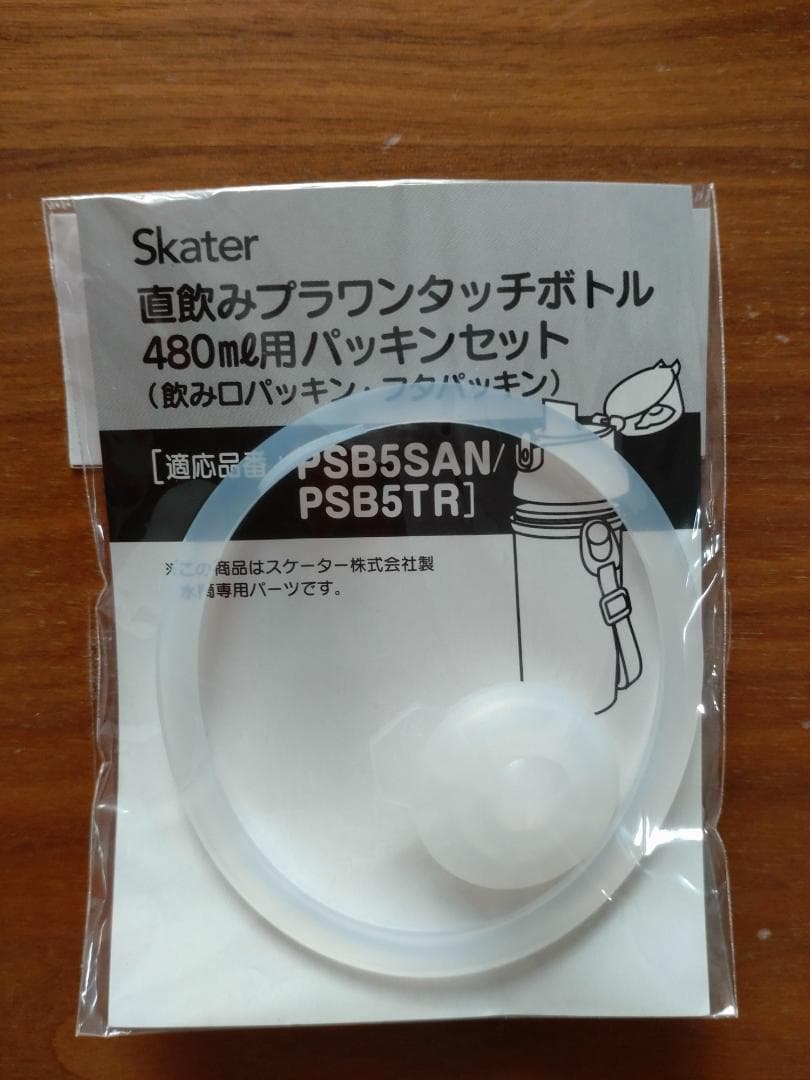 Skater
直飲みプラワンタッチボトル
480ml用パッキンセット
(飲み口パッキン・フタパッキン)
[適応品番:PSB5SAN/
PSB5TR]
※この商品はスケーター株式会社製
水筒専用パーツです。